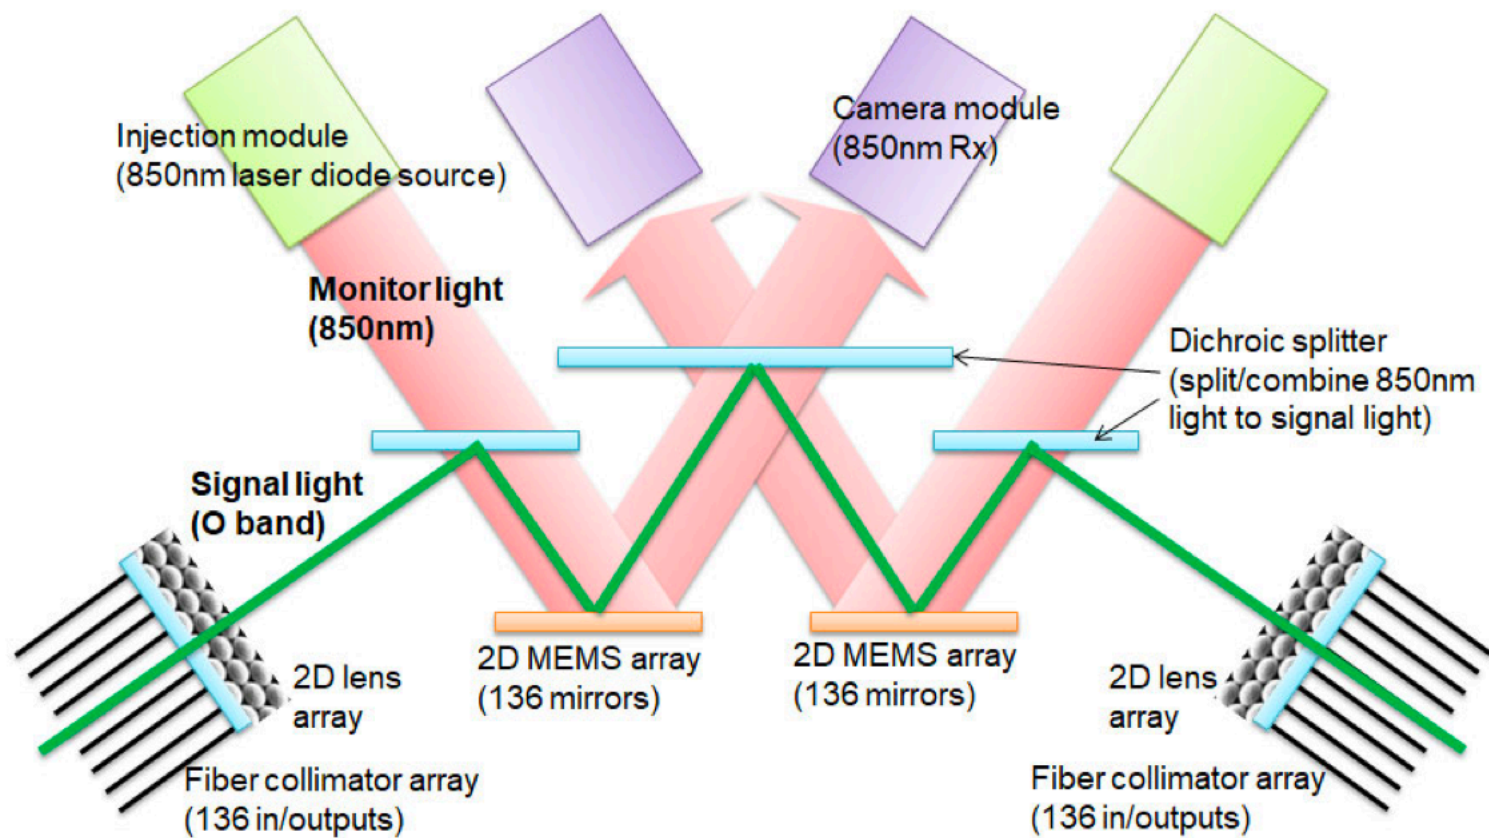 Injection module
(850nm laser diode source)
Camera module
(850nm Rx)
Monitor light
(850nm)
Dichroic splitter
(split/combine 850nm
light to signal light)
Signal light
(O band)
2D lens
array
2D MEMS array
(136 mirrors)
2D MEMS array
(136 mirrors)
2D lens
array
Fiber collimator array
(136 in/outputs)
Fiber collimator array
(136 in/outputs)